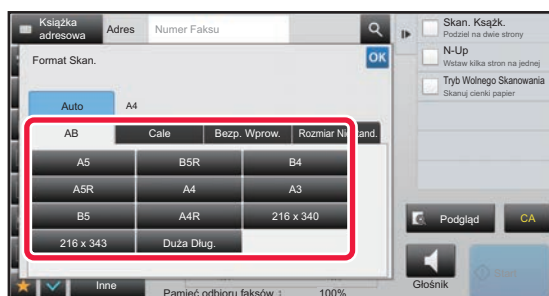 Książka
adresowa
Adres
Numer Faksu
Skan. Ksążk.
Podziel na dwie strony
Format Skan.
OK
N-Up
Wstaw kilka stron na jednej
Tryb Wolnego Skanowania
Skanuj cienki papier
Auto
A4
AB
Cale
Bezp. Wprow.
Rozmiar
A5
B5R
B4
A5R
A4
A3
B5
A4R
216 x 340
216 x 343
Duża Dług.
Podgląd
CA
Inne
Pamięć odbioru faksów :
100%
Głośnik
Start